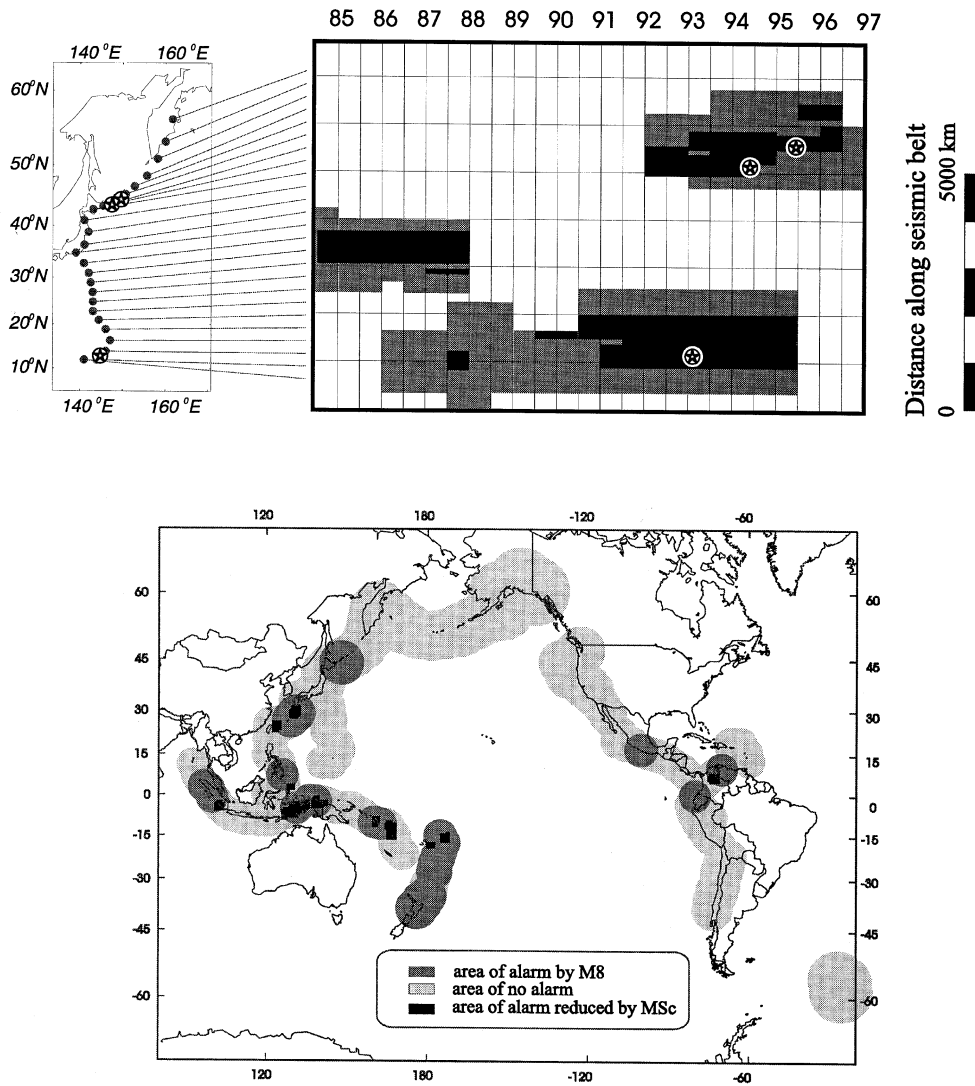 85 86 87 88 89 90 91 92 93 94 95 96 97
140°E 160°E
60°N
50°N
40°N
30°N
20°N
10°N
140°E 160°E
Distance along seismic belt
0 5000 km
120 180 -120 -60
60 60
45 45
30 30
15 15
0 0
-15 -15
-30 -30
-45 -45
-60 -60
area of alarm by M8
area of no alarm
area of alarm reduced by MSc
120 180 -120 -60